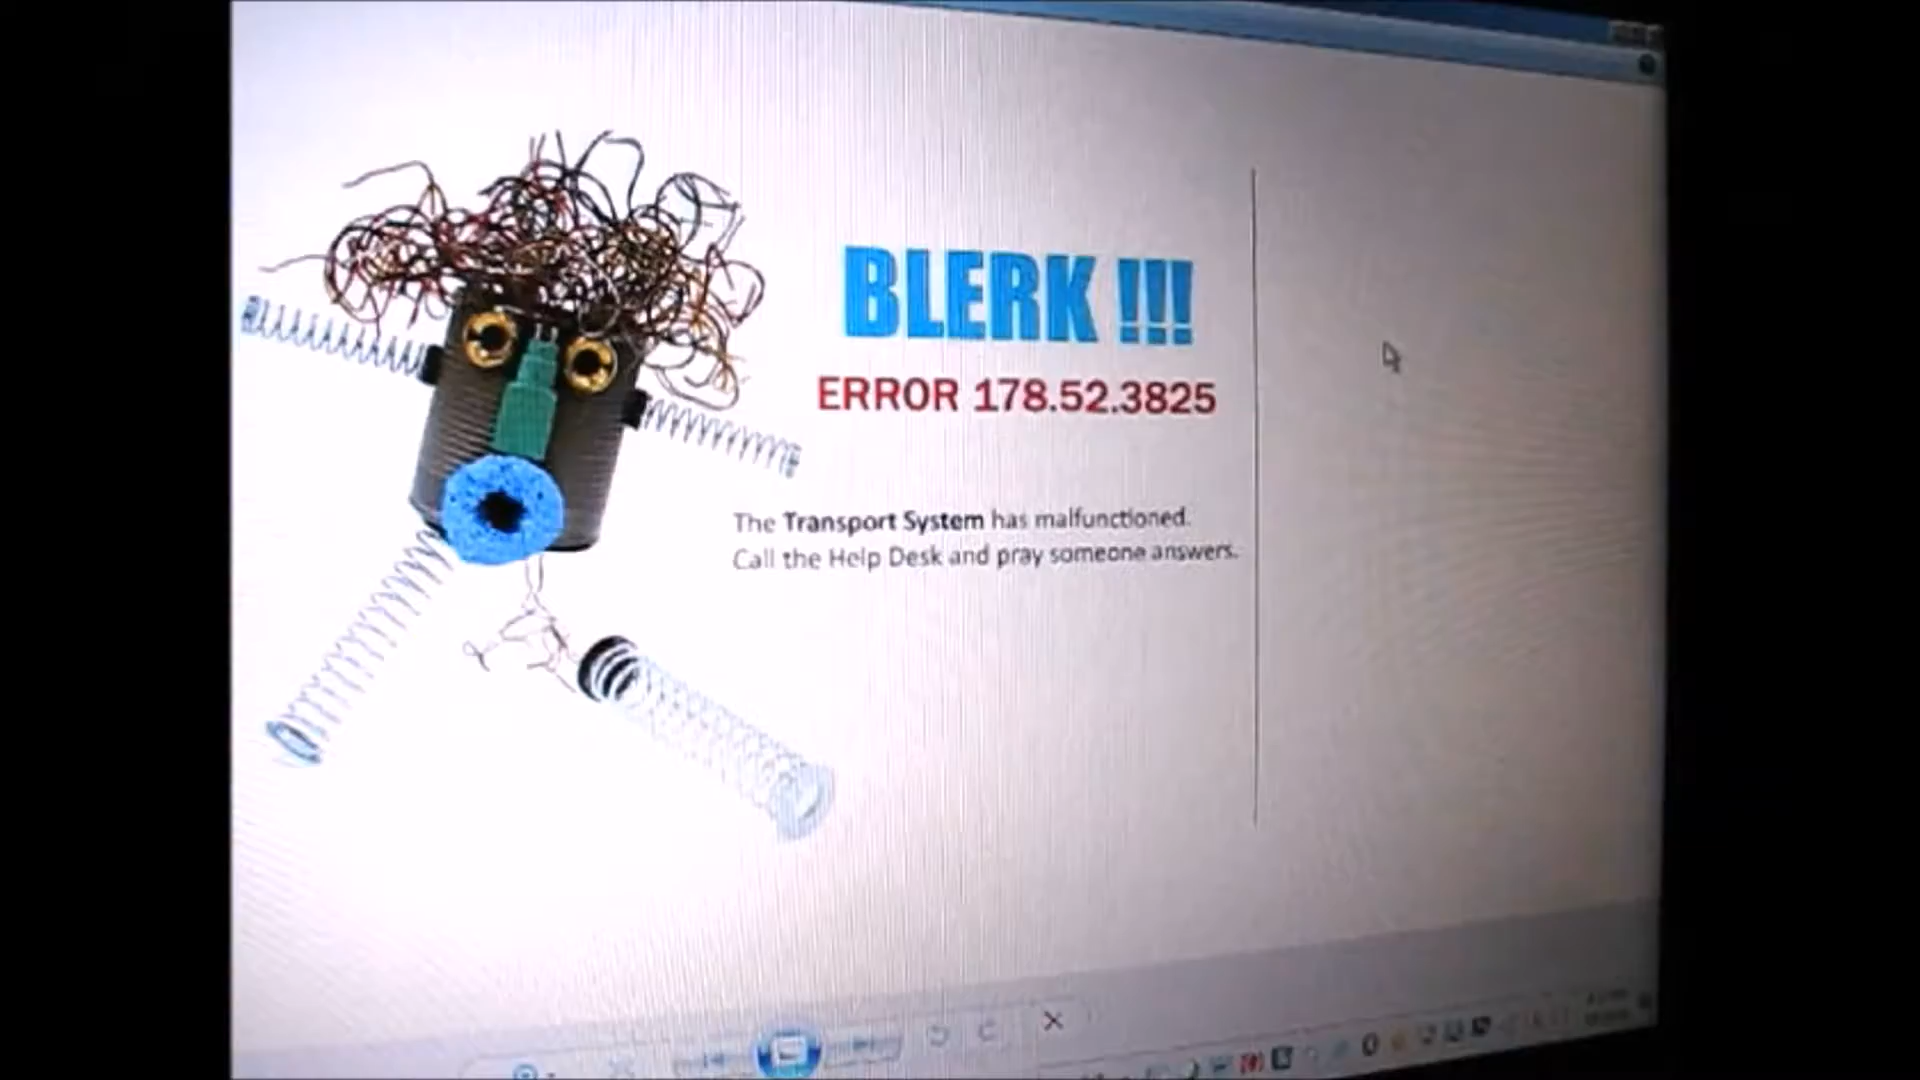 BLERK !!!
ERROR 178.52.3825
The Transport System has malfunctioned.
Call the Help Desk and pray someone answers.